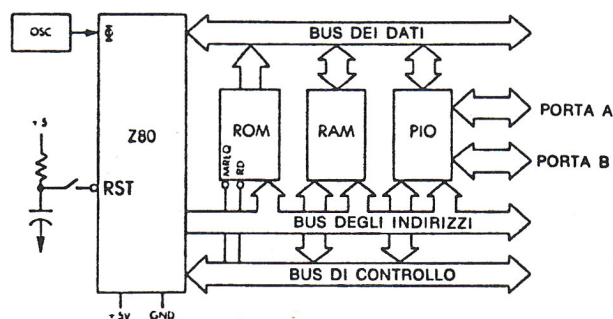 OSC
BUS DEI DATI
+5
Z80
ROM
RAM
PIO
PORTA A
MREQ
RD
PORTA B
RST
BUS DEGLI INDIRIZZI
BUS DI CONTROLLO
+5V
GND